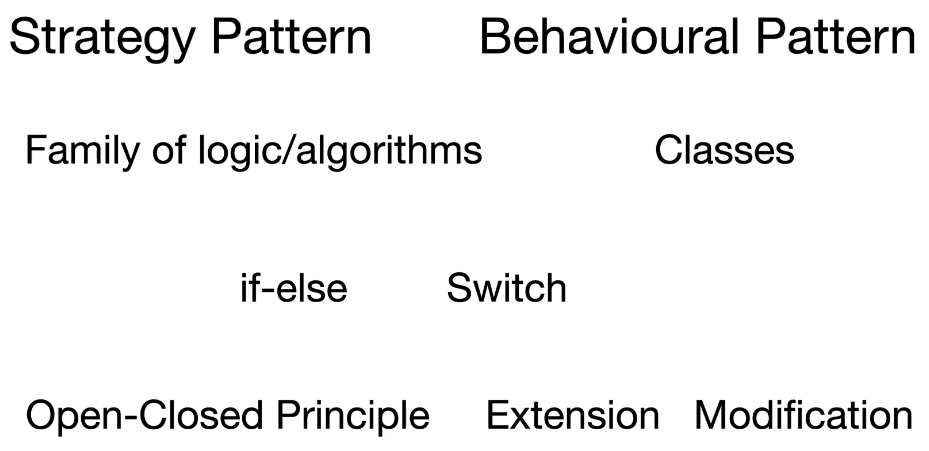 Strategy Pattern Behavioural Pattern
Family of logic/algorithms Classes
if-else Switch
Open-Closed Principle Extension Modification